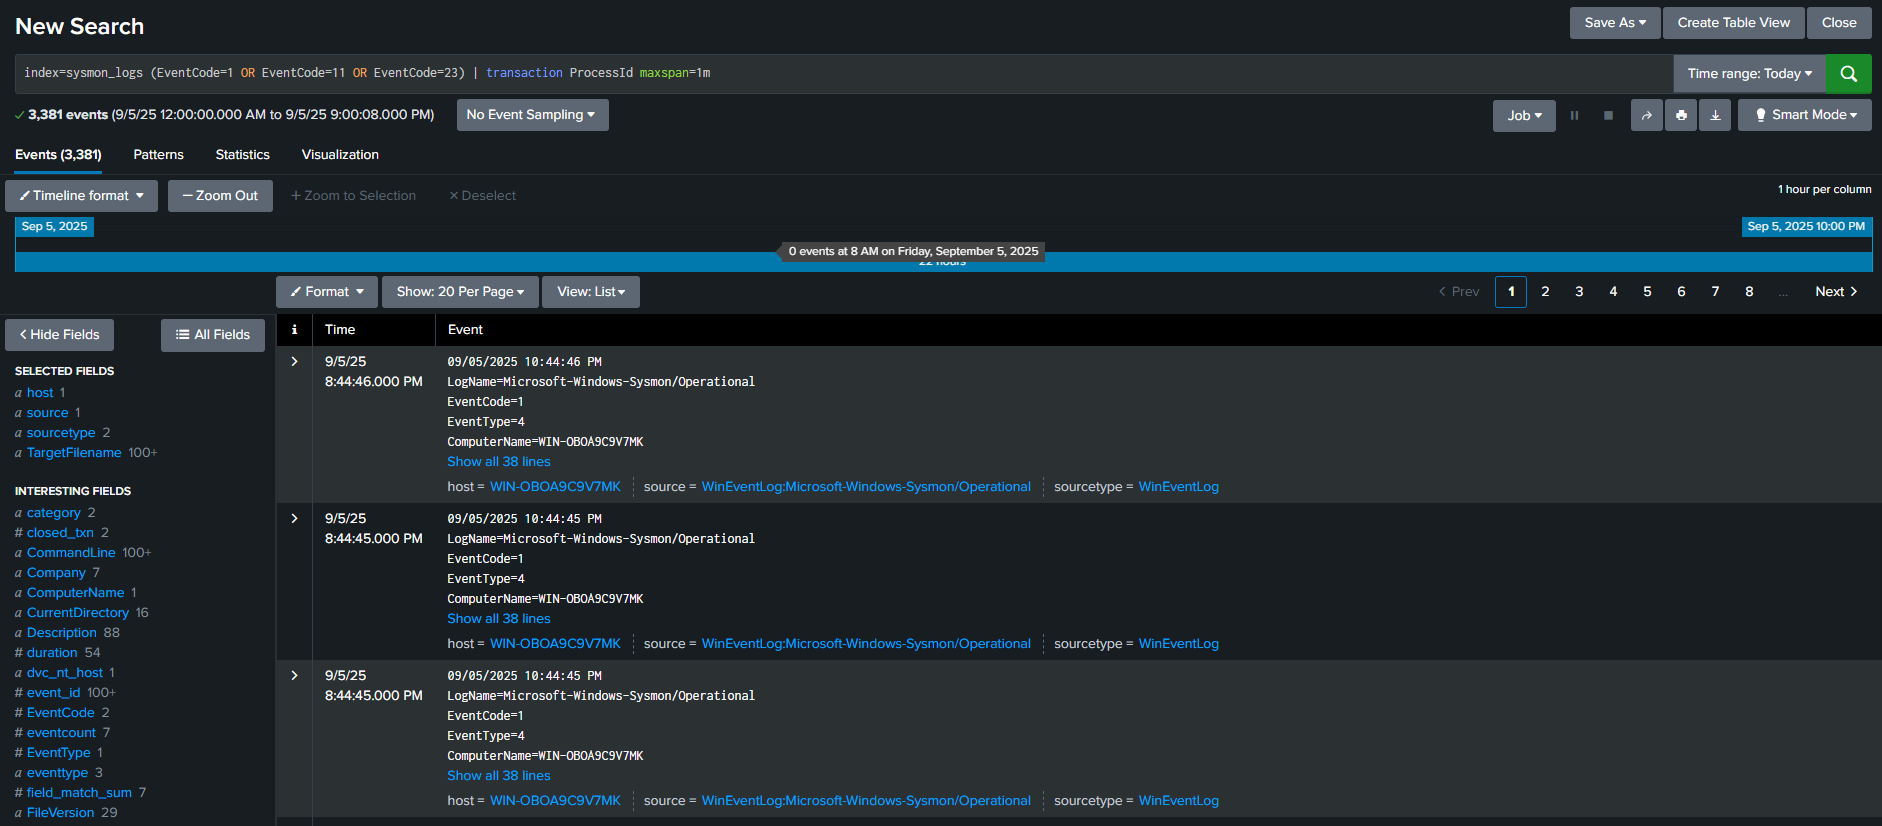 New Search
Save As
Create Table View
Close
index=sysmon_logs (EventCode=1 OR EventCode=11 OR EventCode=23) | transaction ProcessId maxspan=1m
Time range: Today
3,381 events (9/5/25 12:00:00.000 AM to 9/5/25 9:00:08.000 PM)
No Event Sampling
Job
Smart Mode
Events (3,381)
Patterns
Statistics
Visualization
Timeline format
— Zoom Out
+ Zoom to Selection
× Deselect
1 hour per column
Sep 5, 2025
Sep 5, 2025 10:00 PM
0 events at 8 AM on Friday, September 5, 2025
22 hours
Format
Show: 20 Per Page
View: List
< Prev
1
2
3
4
5
6
7
8
...
Next >
< Hide Fields
All Fields
i
Time
Event
SELECTED FIELDS
a host 1
a source 1
a sourcetype 2
a TargetFilename 100+
INTERESTING FIELDS
a category 2
# closed_txn 2
a CommandLine 100+
a Company 7
a ComputerName 1
a CurrentDirectory 16
a Description 88
# duration 54
a dvc_nt_host 1
# event_id 100+
# EventCode 2
# eventcount 7
# EventType 1
a eventtype 3
# field_match_sum 7
a FileVersion 29
> 9/5/25
8:44:46.000 PM
09/05/2025 10:44:46 PM
LogName=Microsoft-Windows-Sysmon/Operational
EventCode=1
EventType=4
ComputerName=WIN-OBOA9C9V7MK
Show all 38 lines
host = WIN-OBOA9C9V7MK source = WinEventLog:Microsoft-Windows-Sysmon/Operational sourcetype = WinEventLog
> 9/5/25
8:44:45.000 PM
09/05/2025 10:44:45 PM
LogName=Microsoft-Windows-Sysmon/Operational
EventCode=1
EventType=4
ComputerName=WIN-OBOA9C9V7MK
Show all 38 lines
host = WIN-OBOA9C9V7MK source = WinEventLog:Microsoft-Windows-Sysmon/Operational sourcetype = WinEventLog
> 9/5/25
8:44:45.000 PM
09/05/2025 10:44:45 PM
LogName=Microsoft-Windows-Sysmon/Operational
EventCode=1
EventType=4
ComputerName=WIN-OBOA9C9V7MK
Show all 38 lines
host = WIN-OBOA9C9V7MK source = WinEventLog:Microsoft-Windows-Sysmon/Operational sourcetype = WinEventLog